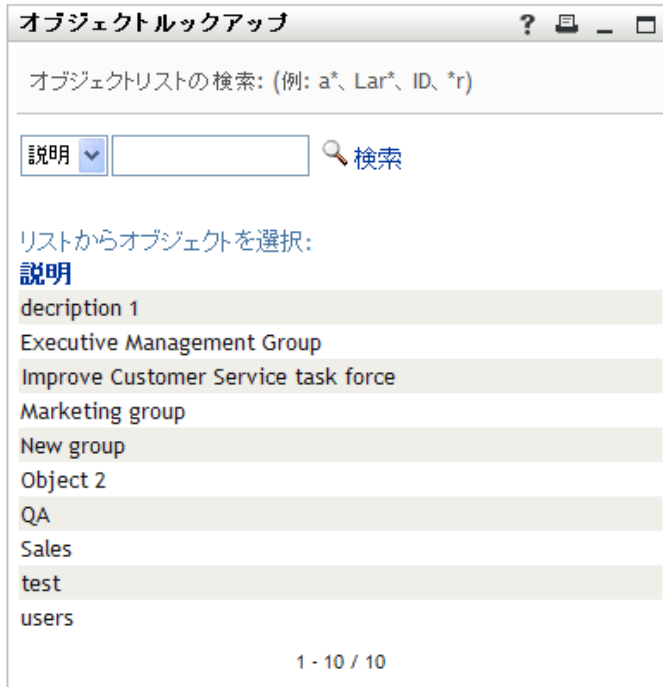 オブジェクトルックアップ ?
オブジェクトリストの検索: (例: a*、Lar*、ID、*r)
説明 検索
リストからオブジェクトを選択:
説明
decription 1
Executive Management Group
Improve Customer Service task force
Marketing group
New group
Object 2
QA
Sales
test
users
1 - 10 / 10